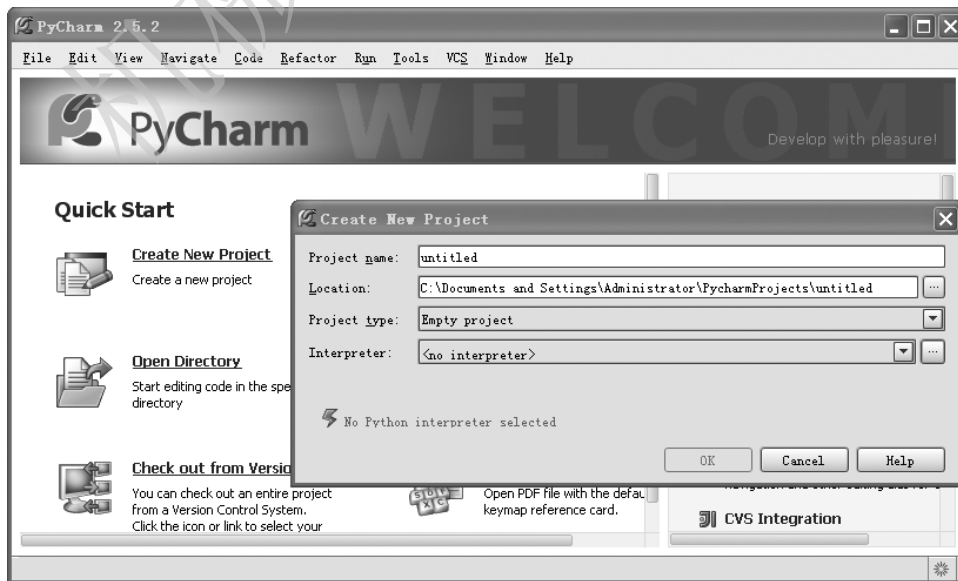 PyCharm 2.5.2
File Edit View Navigate Code Refactor Run Tools VCS Window Help
PyCharm
WELCOM
Develop with pleasure!
Quick Start
Create New Project
Create a new project
Open Directory
Start editing code in the spe
directory
Check out from Versio
You can check out an entire project
from a Version Control System.
Click the icon or link to select your
Create New Project
Project name: untitled
Location: C:\Documents and Settings\Administrator\PycharmProjects\untitled
Project type: Empty project
Interpreter: <no interpreter>
No Python interpreter selected
OK Cancel Help
Open PDF file with the defau
keymap reference card.
CVS Integration